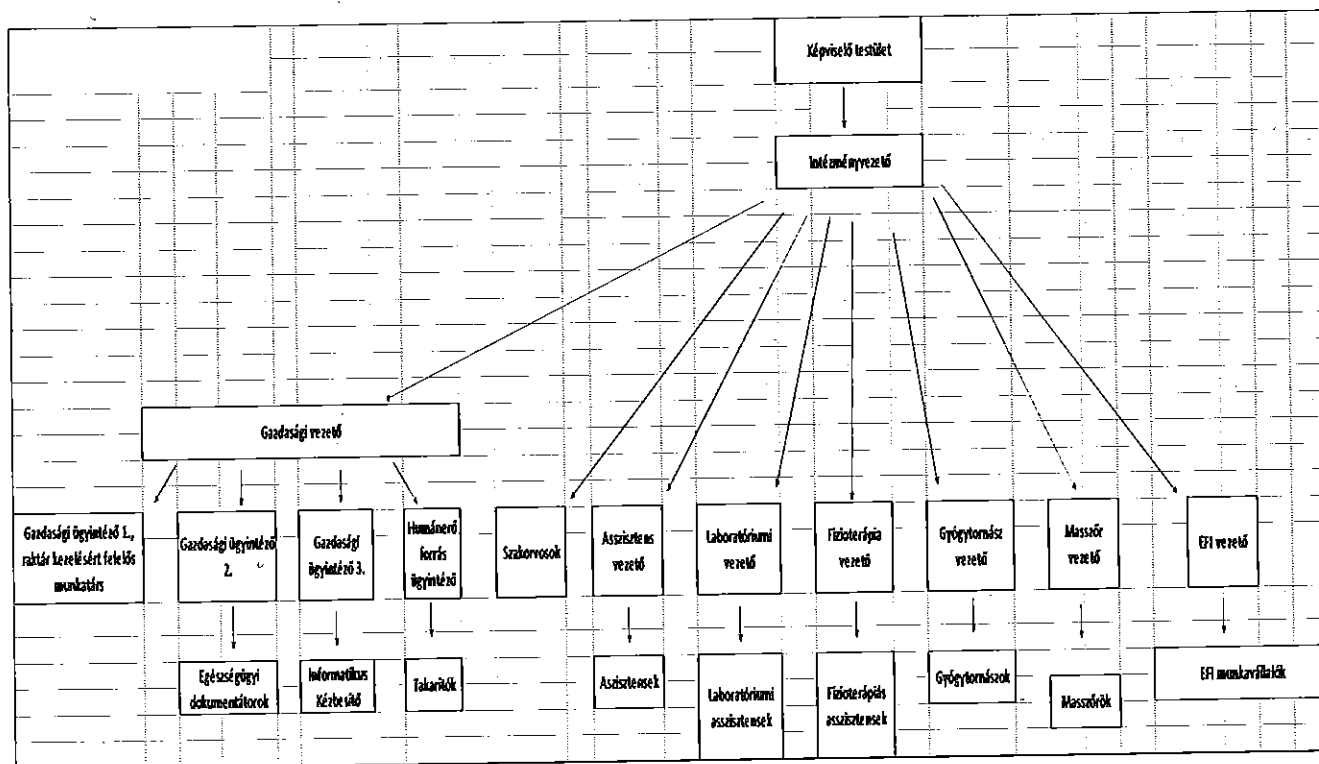 Képviselő testület
Intézményvezető
Gazdasági vezető
Gazdasági ügyintéző 1.,
raktár kezelésért felelős
munkatárs
Gazdasági ügyintéző
2.
Gazdasági
ügyintéző 3.
Humánerő
forrás
ügyintéző
Szakorvosok
Asszisztens
vezető
Laboratóriumi
vezető
Fizioterápia
vezető
Gyógytornász
vezető
Masszőr
vezető
EFI vezető
Egészségügyi
dokumentátorok
Informatikus
Kézbesítő
Takarítók
Aszisztensek
Laboratóriumi
asszisztensek
Fizioterápiás
asszisztensek
Gyógytornászok
Masszőrök
EFI munkavállalók